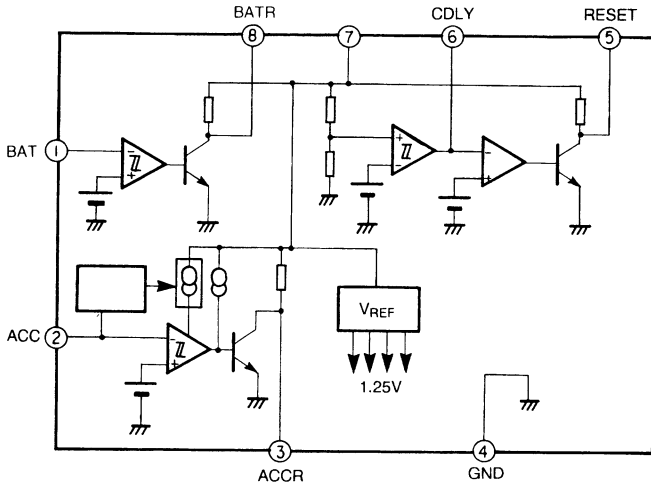 BATR CDLY RESET
8 7 6 5
BAT 1
- +
+ -
- +
ACC 2
- +
VREF
1.25V
3 4
ACCR GND